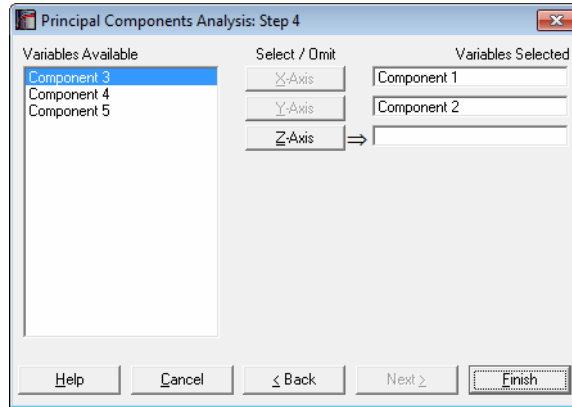 Principal Components Analysis: Step 4
Variables Available
Select / Omit
Variables Selected
Component 3
Component 4
Component 5
X-Axis
Component 1
Y-Axis
Component 2
Z-Axis ⇒
Help
Cancel
< Back
Next >
Finish